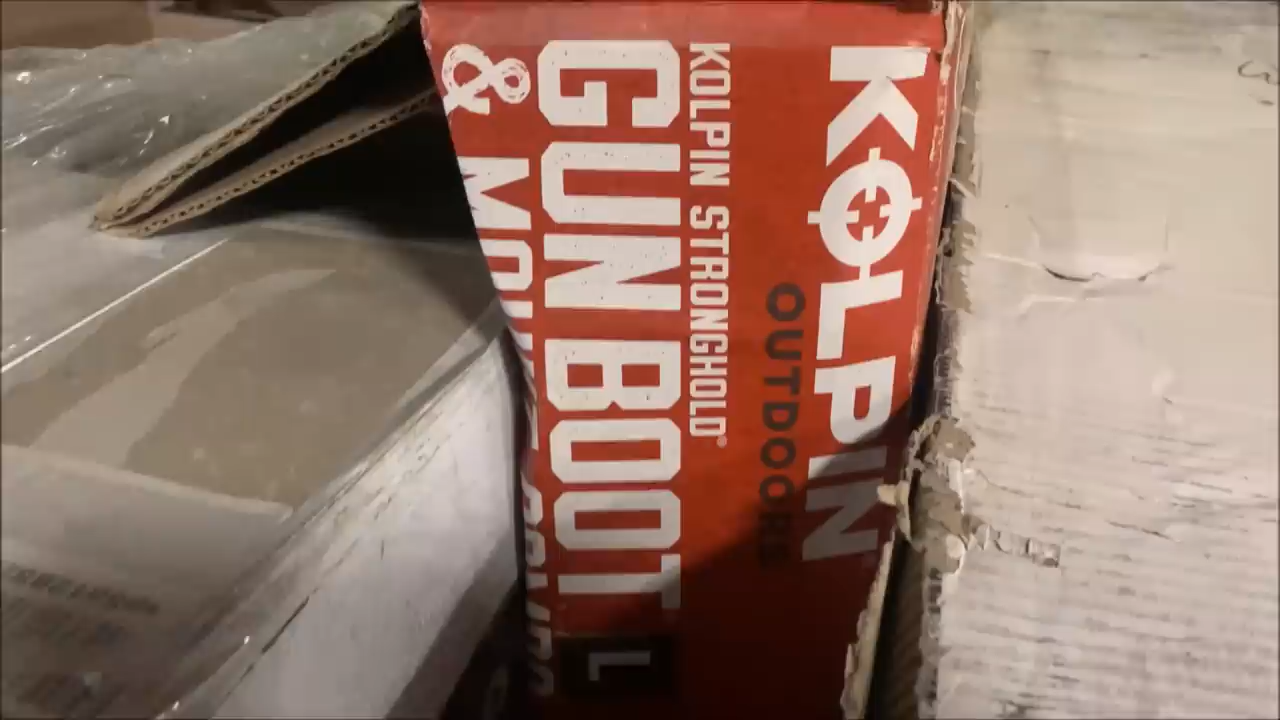 KOLPIN
OUTDOORS
KOLPIN STRONGHOLD®
GUN BOOT L
&